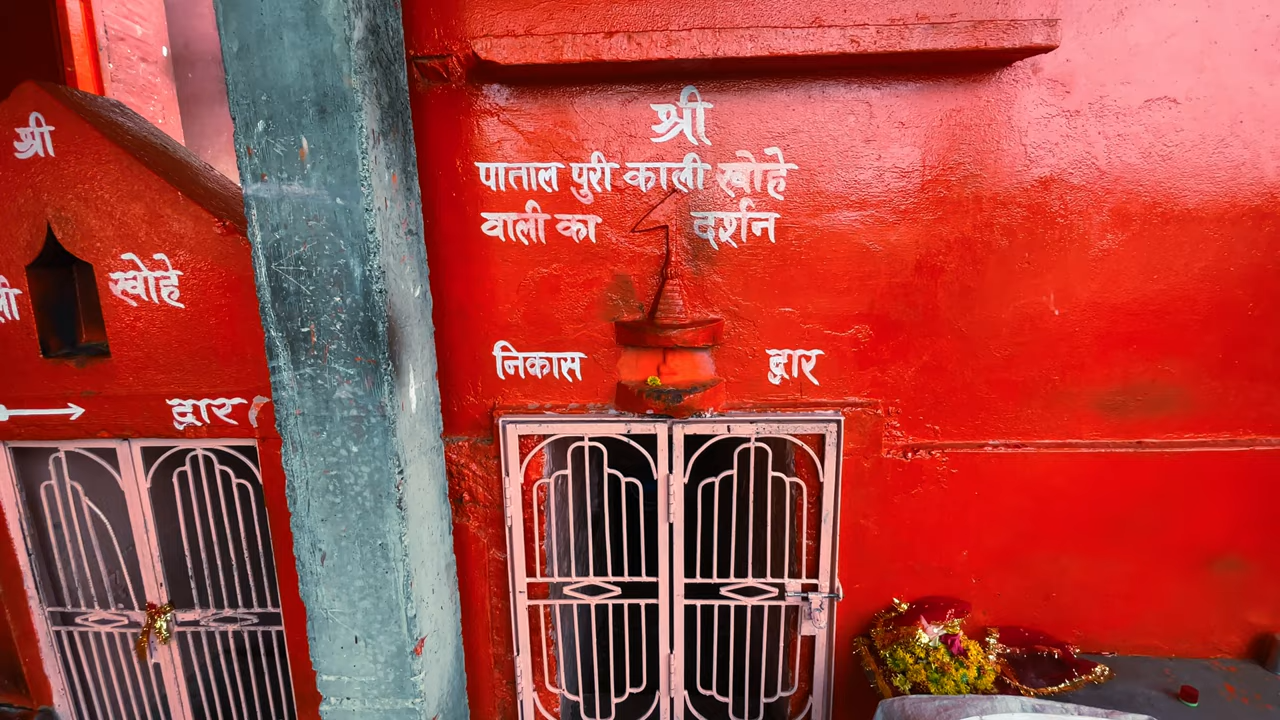 श्री
खोहे
द्वार
श्री
पाताल पुरी काली खोहे
वाली का दर्शन
निकास द्वार